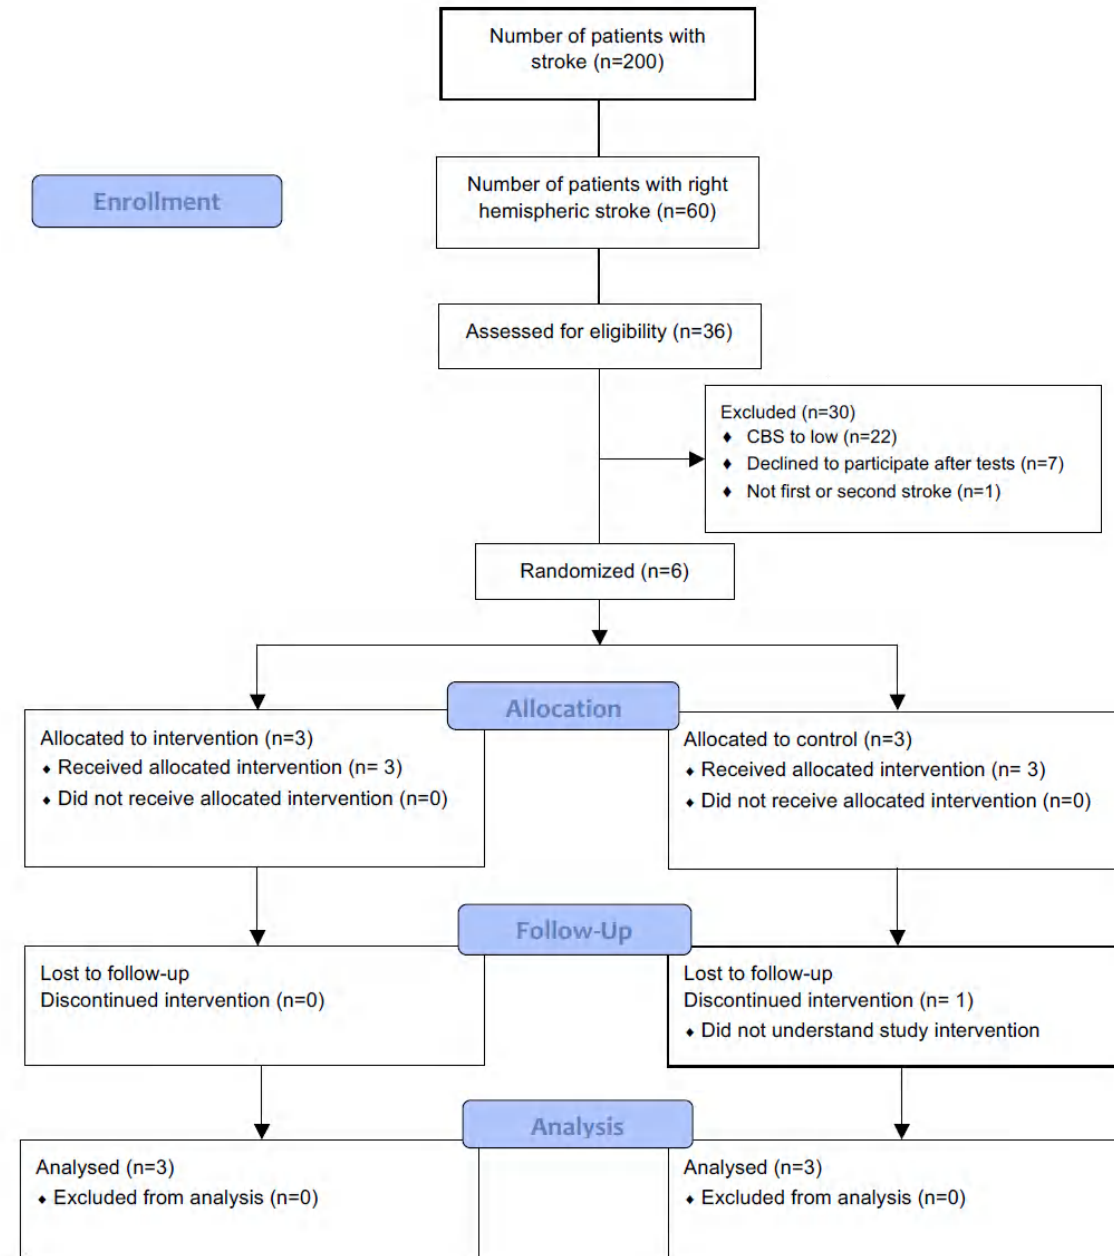 Number of patients with
stroke (n=200)
Enrollment
Number of patients with right
hemispheric stroke (n=60)
Assessed for eligibility (n=36)
Excluded (n=30)
♦ CBS to low (n=22)
♦ Declined to participate after tests (n=7)
♦ Not first or second stroke (n=1)
Randomized (n=6)
Allocation
Allocated to intervention (n=3)
♦ Received allocated intervention (n= 3)
♦ Did not receive allocated intervention (n=0)
Allocated to control (n=3)
♦ Received allocated intervention (n= 3)
♦ Did not receive allocated intervention (n=0)
Follow-Up
Lost to follow-up
Discontinued intervention (n=0)
Lost to follow-up
Discontinued intervention (n= 1)
♦ Did not understand study intervention
Analysis
Analysed (n=3)
♦ Excluded from analysis (n=0)
Analysed (n=3)
♦ Excluded from analysis (n=0)